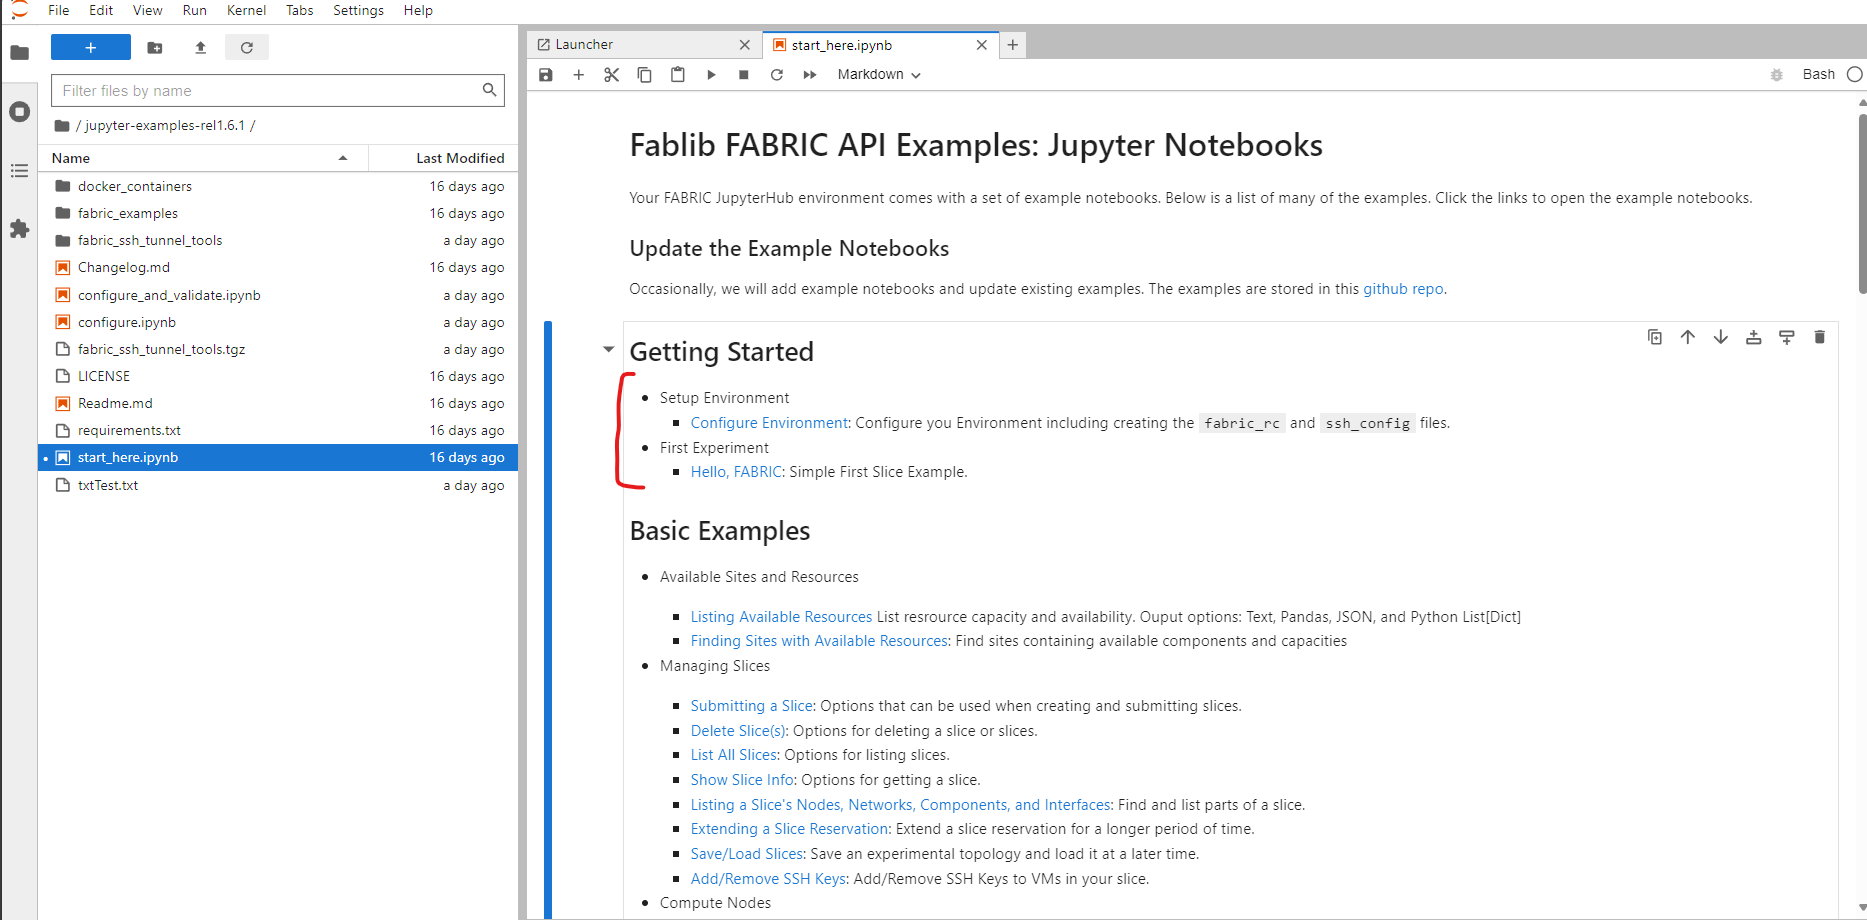 File Edit View Run Kernel Tabs Settings Help
+
Filter files by name
/ jupyter-examples-rel1.6.1 /
Name Last Modified
docker_containers 16 days ago
fabric_examples 16 days ago
fabric_ssh_tunnel_tools a day ago
Changelog.md 16 days ago
configure_and_validate.ipynb a day ago
configure.ipynb a day ago
fabric_ssh_tunnel_tools.tgz a day ago
LICENSE 16 days ago
Readme.md 16 days ago
requirements.txt 16 days ago
start_here.ipynb 16 days ago
txtTest.txt a day ago
Launcher start_here.ipynb
Markdown Bash
Fablib FABRIC API Examples: Jupyter Notebooks
Your FABRIC JupyterHub environment comes with a set of example notebooks. Below is a list of many of the examples. Click the links to open the example notebooks.
Update the Example Notebooks
Occasionally, we will add example notebooks and update existing examples. The examples are stored in this github repo.
Getting Started
Setup Environment
Configure Environment: Configure you Environment including creating the fabric_rc and ssh_config files.
First Experiment
Hello, FABRIC: Simple First Slice Example.
Basic Examples
Available Sites and Resources
Listing Available Resources List resrource capacity and availability. Ouput options: Text, Pandas, JSON, and Python List[Dict]
Finding Sites with Available Resources: Find sites containing available components and capacities
Managing Slices
Submitting a Slice: Options that can be used when creating and submitting slices.
Delete Slice(s): Options for deleting a slice or slices.
List All Slices: Options for listing slices.
Show Slice Info: Options for getting a slice.
Listing a Slice's Nodes, Networks, Components, and Interfaces: Find and list parts of a slice.
Extending a Slice Reservation: Extend a slice reservation for a longer period of time.
Save/Load Slices: Save an experimental topology and load it at a later time.
Add/Remove SSH Keys: Add/Remove SSH Keys to VMs in your slice.
Compute Nodes